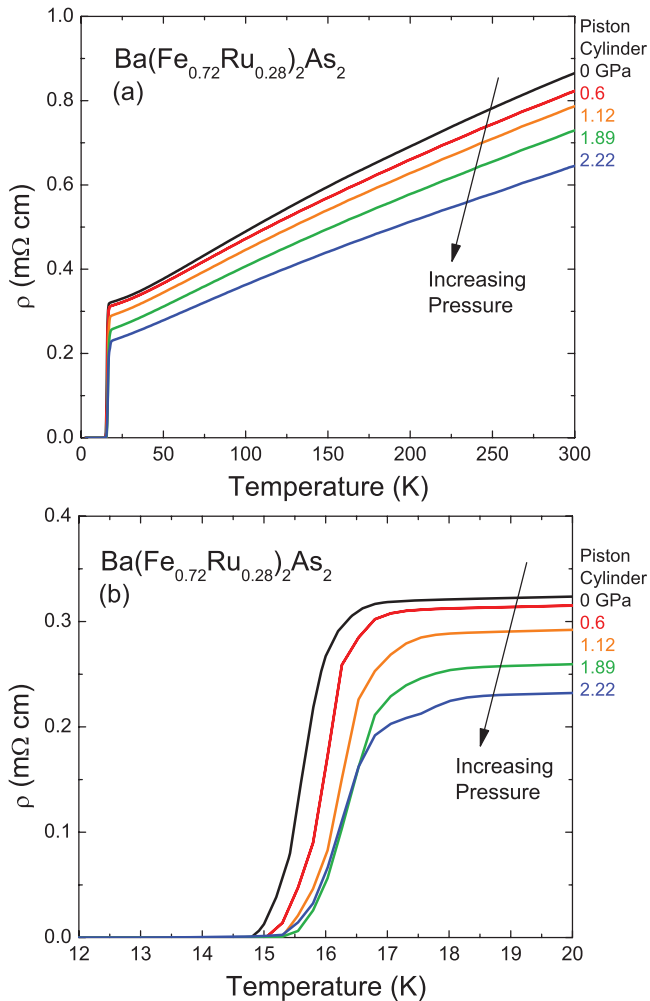 Ba(Fe0.72Ru0.28)2As2
(a)
Piston
Cylinder
0 GPa
0.6
1.12
1.89
2.22
Increasing
Pressure
1.0
0.8
0.6
0.4
0.2
0.0
ρ (mΩ cm)
0 50 100 150 200 250 300
Temperature (K)
Ba(Fe0.72Ru0.28)2As2
(b)
Piston
Cylinder
0 GPa
0.6
1.12
1.89
2.22
Increasing
Pressure
0.4
0.3
0.2
0.1
0.0
ρ (mΩ cm)
12 13 14 15 16 17 18 19 20
Temperature (K)